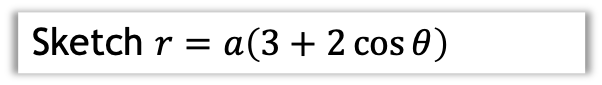 Sketch r = a(3 + 2 cos θ)